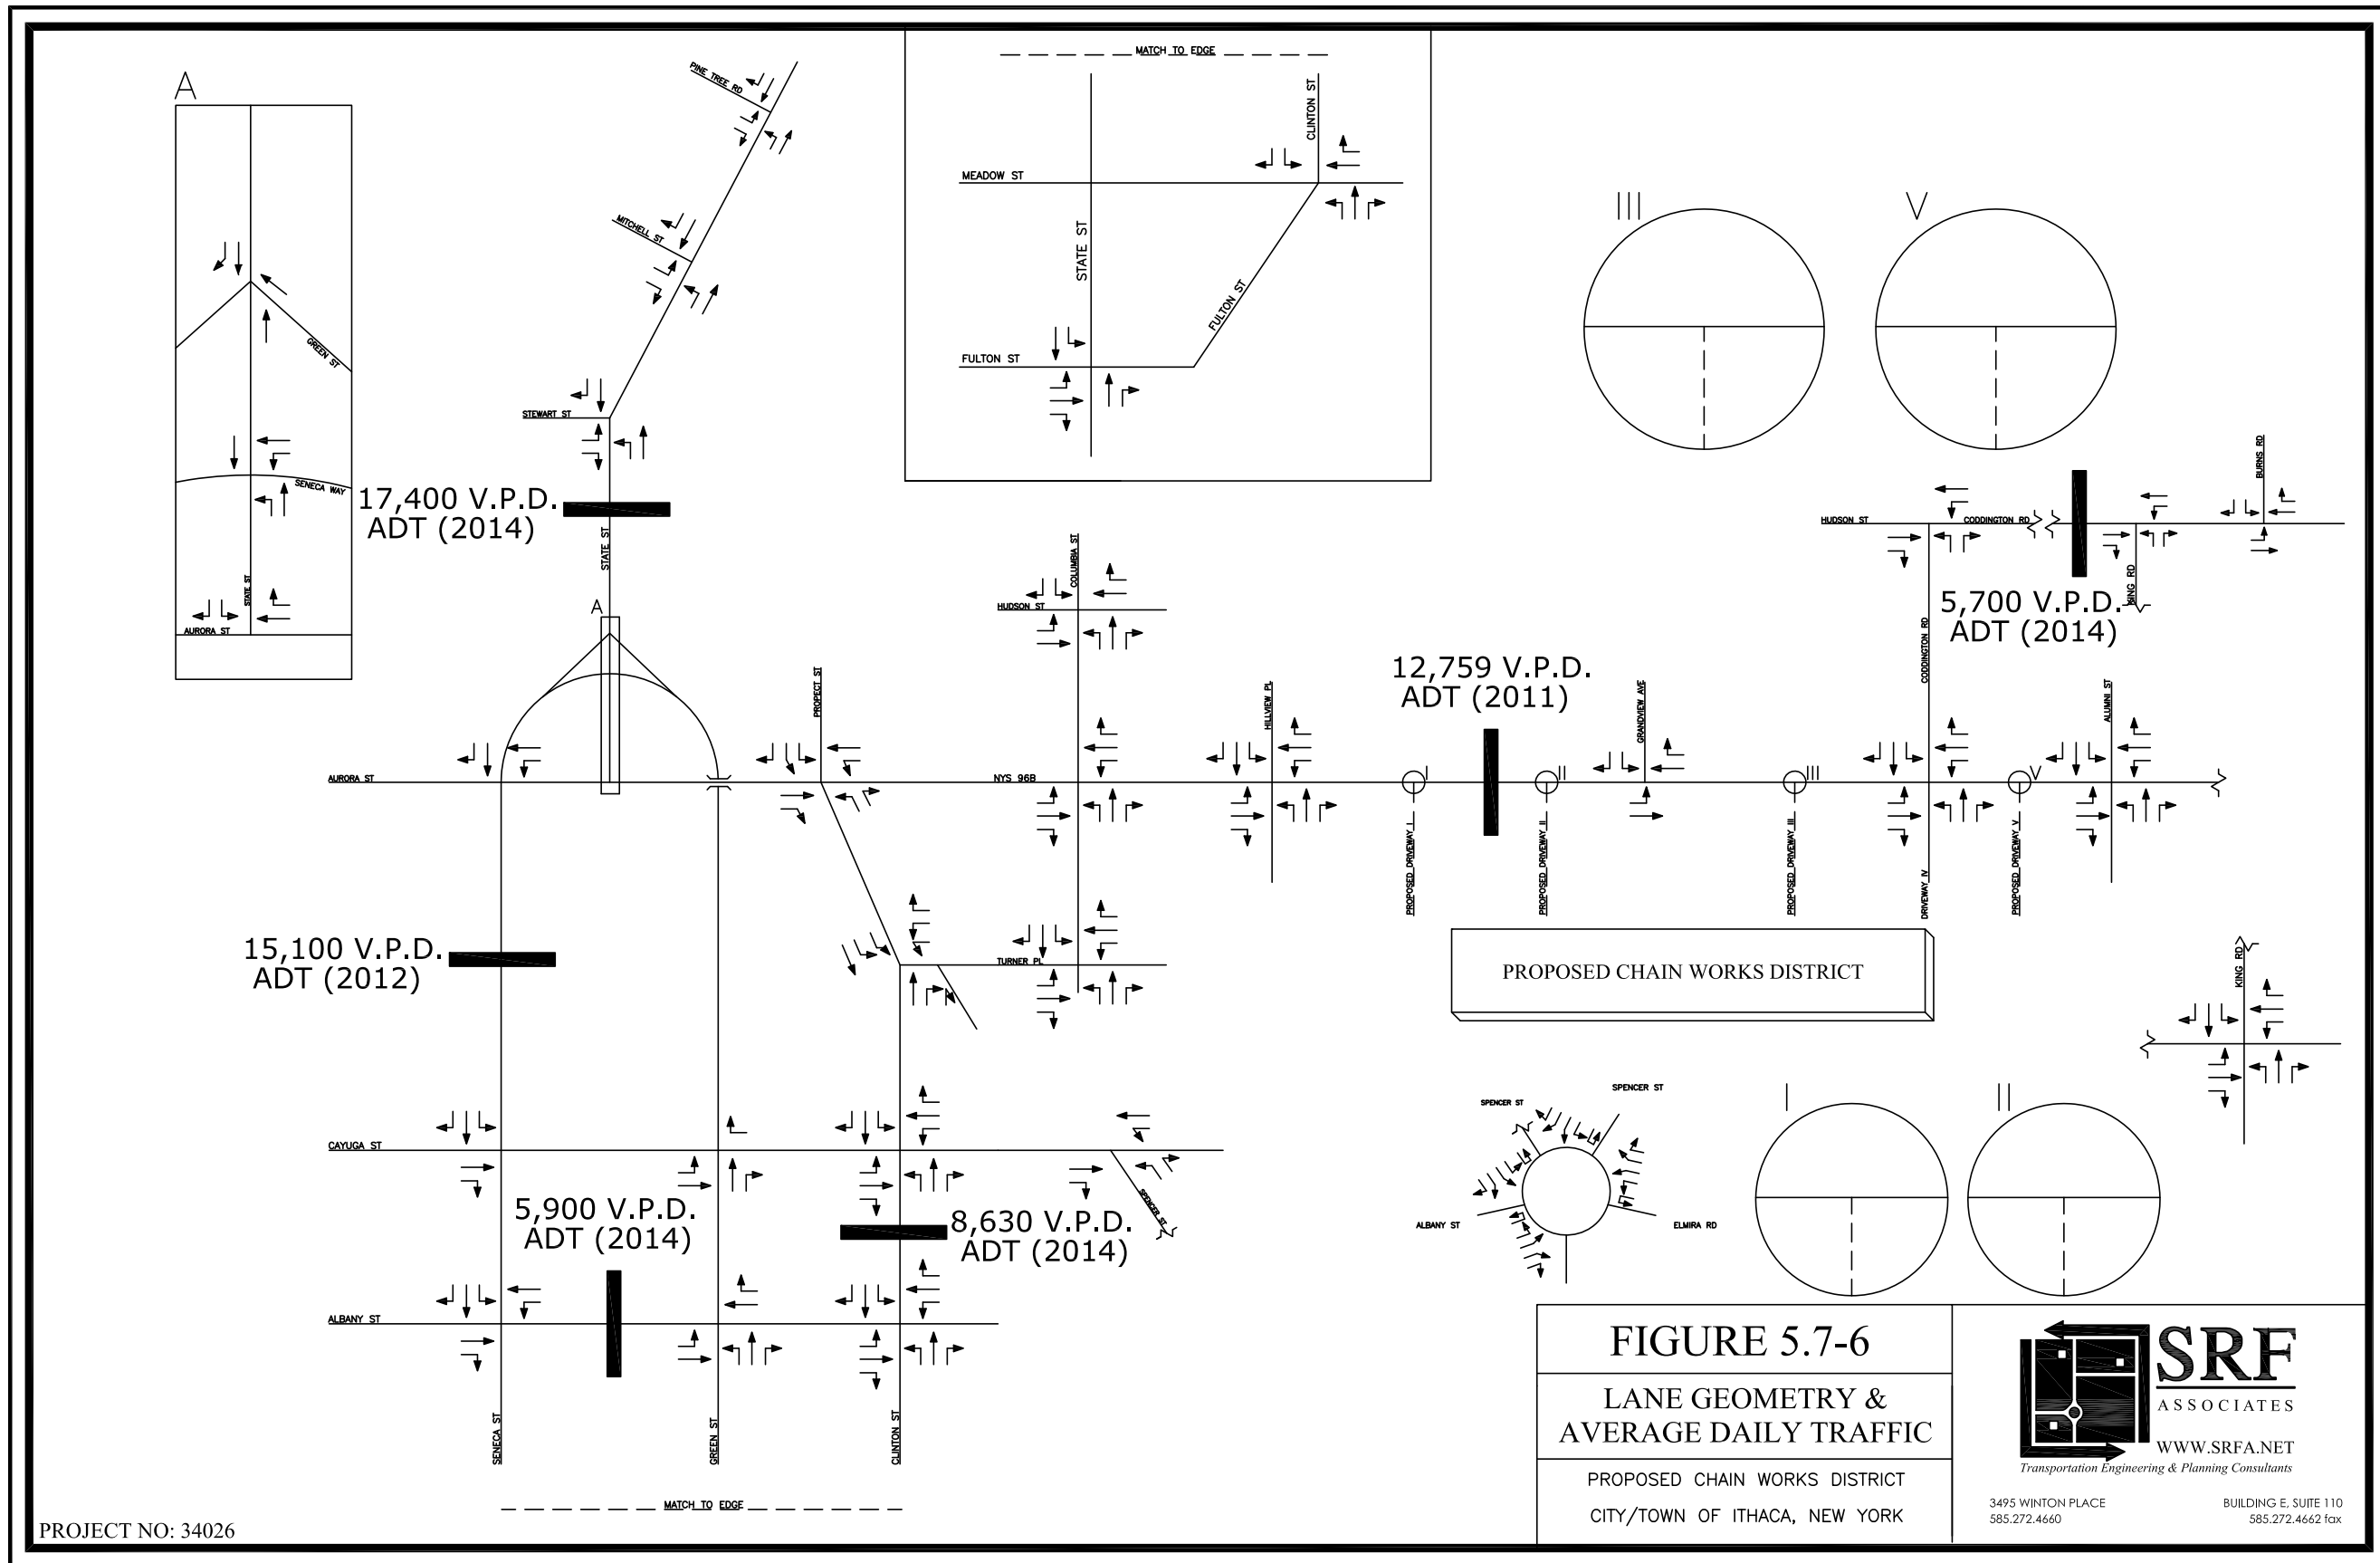 A
PINE TREE RD
MITCHELL ST
STEWART ST
GREEN ST
SENECA WAY
STATE ST
AURORA ST
17,400 V.P.D.
ADT (2014)
STATE ST
A
MATCH TO EDGE
CLINTON ST
MEADOW ST
STATE ST
FULTON ST
FULTON ST
III
V
BURNS RD
HUDSON ST
CODDINGTON RD
KING RD
5,700 V.P.D.
ADT (2014)
CODDINGTON RD
COLUMBIA ST
HUDSON ST
PROPECT ST
HILLVIEW PL
12,759 V.P.D.
ADT (2011)
GRANDVIEW AVE
ALUMNI ST
AURORA ST
NYS 96B
I
II
III
V
PROPOSED DRIVEWAY I
PROPOSED DRIVEWAY II
PROPOSED DRIVEWAY III
DRIVEWAY IV
PROPOSED DRIVEWAY V
15,100 V.P.D.
ADT (2012)
TURNER PL
PROPOSED CHAIN WORKS DISTRICT
KING RD
CAYUGA ST
SPENCER ST
5,900 V.P.D.
ADT (2014)
8,630 V.P.D.
ADT (2014)
ALBANY ST
SENECA ST
GREEN ST
CLINTON ST
MATCH TO EDGE
SPENCER ST
SPENCER ST
ALBANY ST
ELMIRA RD
I
II
FIGURE 5.7-6
LANE GEOMETRY &
AVERAGE DAILY TRAFFIC
PROPOSED CHAIN WORKS DISTRICT
CITY/TOWN OF ITHACA, NEW YORK
SRF
ASSOCIATES
WWW.SRFA.NET
Transportation Engineering & Planning Consultants
3495 WINTON PLACE
BUILDING E, SUITE 110
585.272.4660
585.272.4662 fax
PROJECT NO: 34026